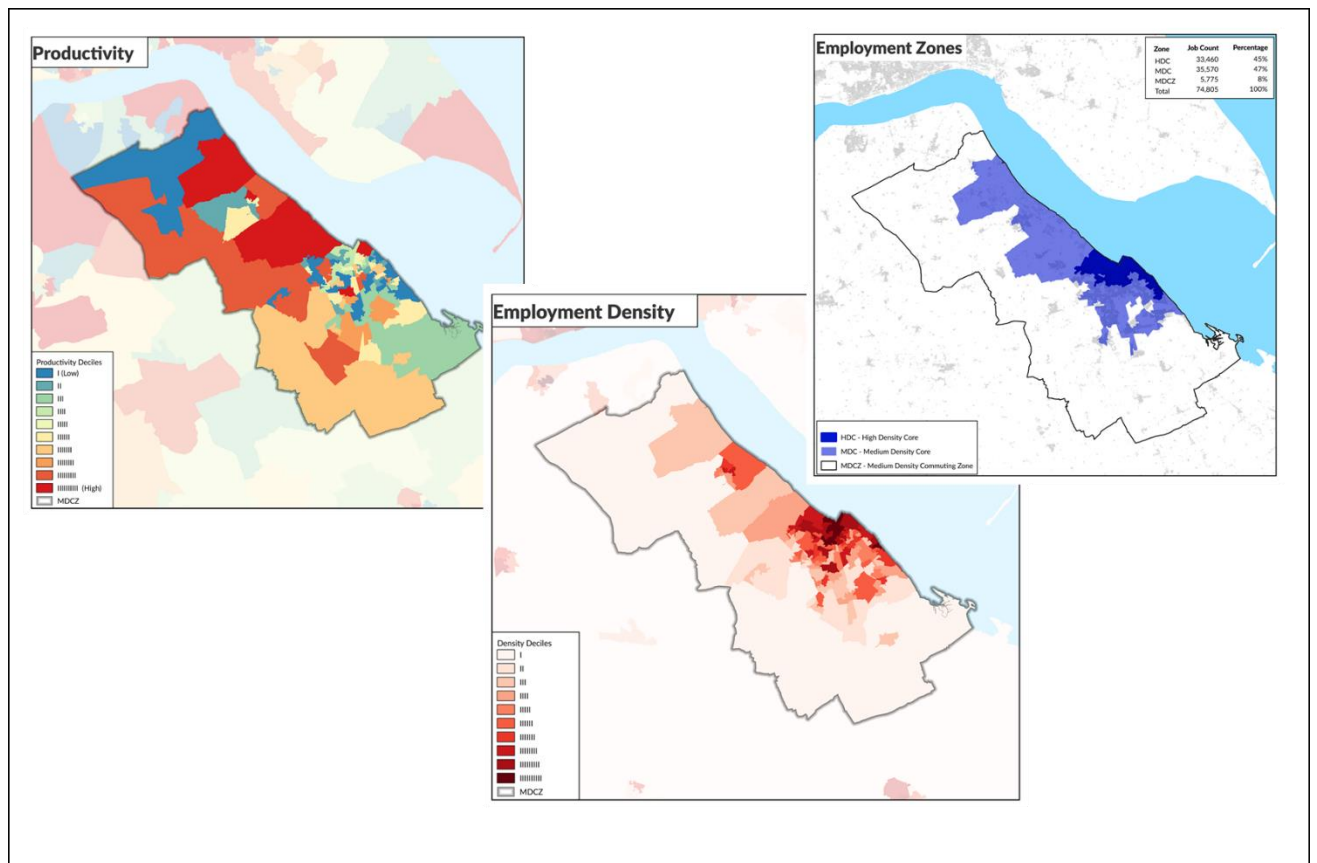 Productivity
Productivity Deciles
I (Low)
II
III
IIII
IIIII
IIIIII
IIIIIII
IIIIIIII
IIIIIIIII
IIIIIIIIII (High)
MDCZ
Employment Density
Density Deciles
I
II
III
IIII
IIIII
IIIIII
IIIIIII
IIIIIIII
IIIIIIIII
IIIIIIIIII
MDCZ
Employment Zones
Zone Job Count Percentage
HDC 33,460 45%
MDC 35,570 47%
MDCZ 5,775 8%
Total 74,805 100%
HDC - High Density Core
MDC - Medium Density Core
MDCZ - Medium Density Commuting Zone